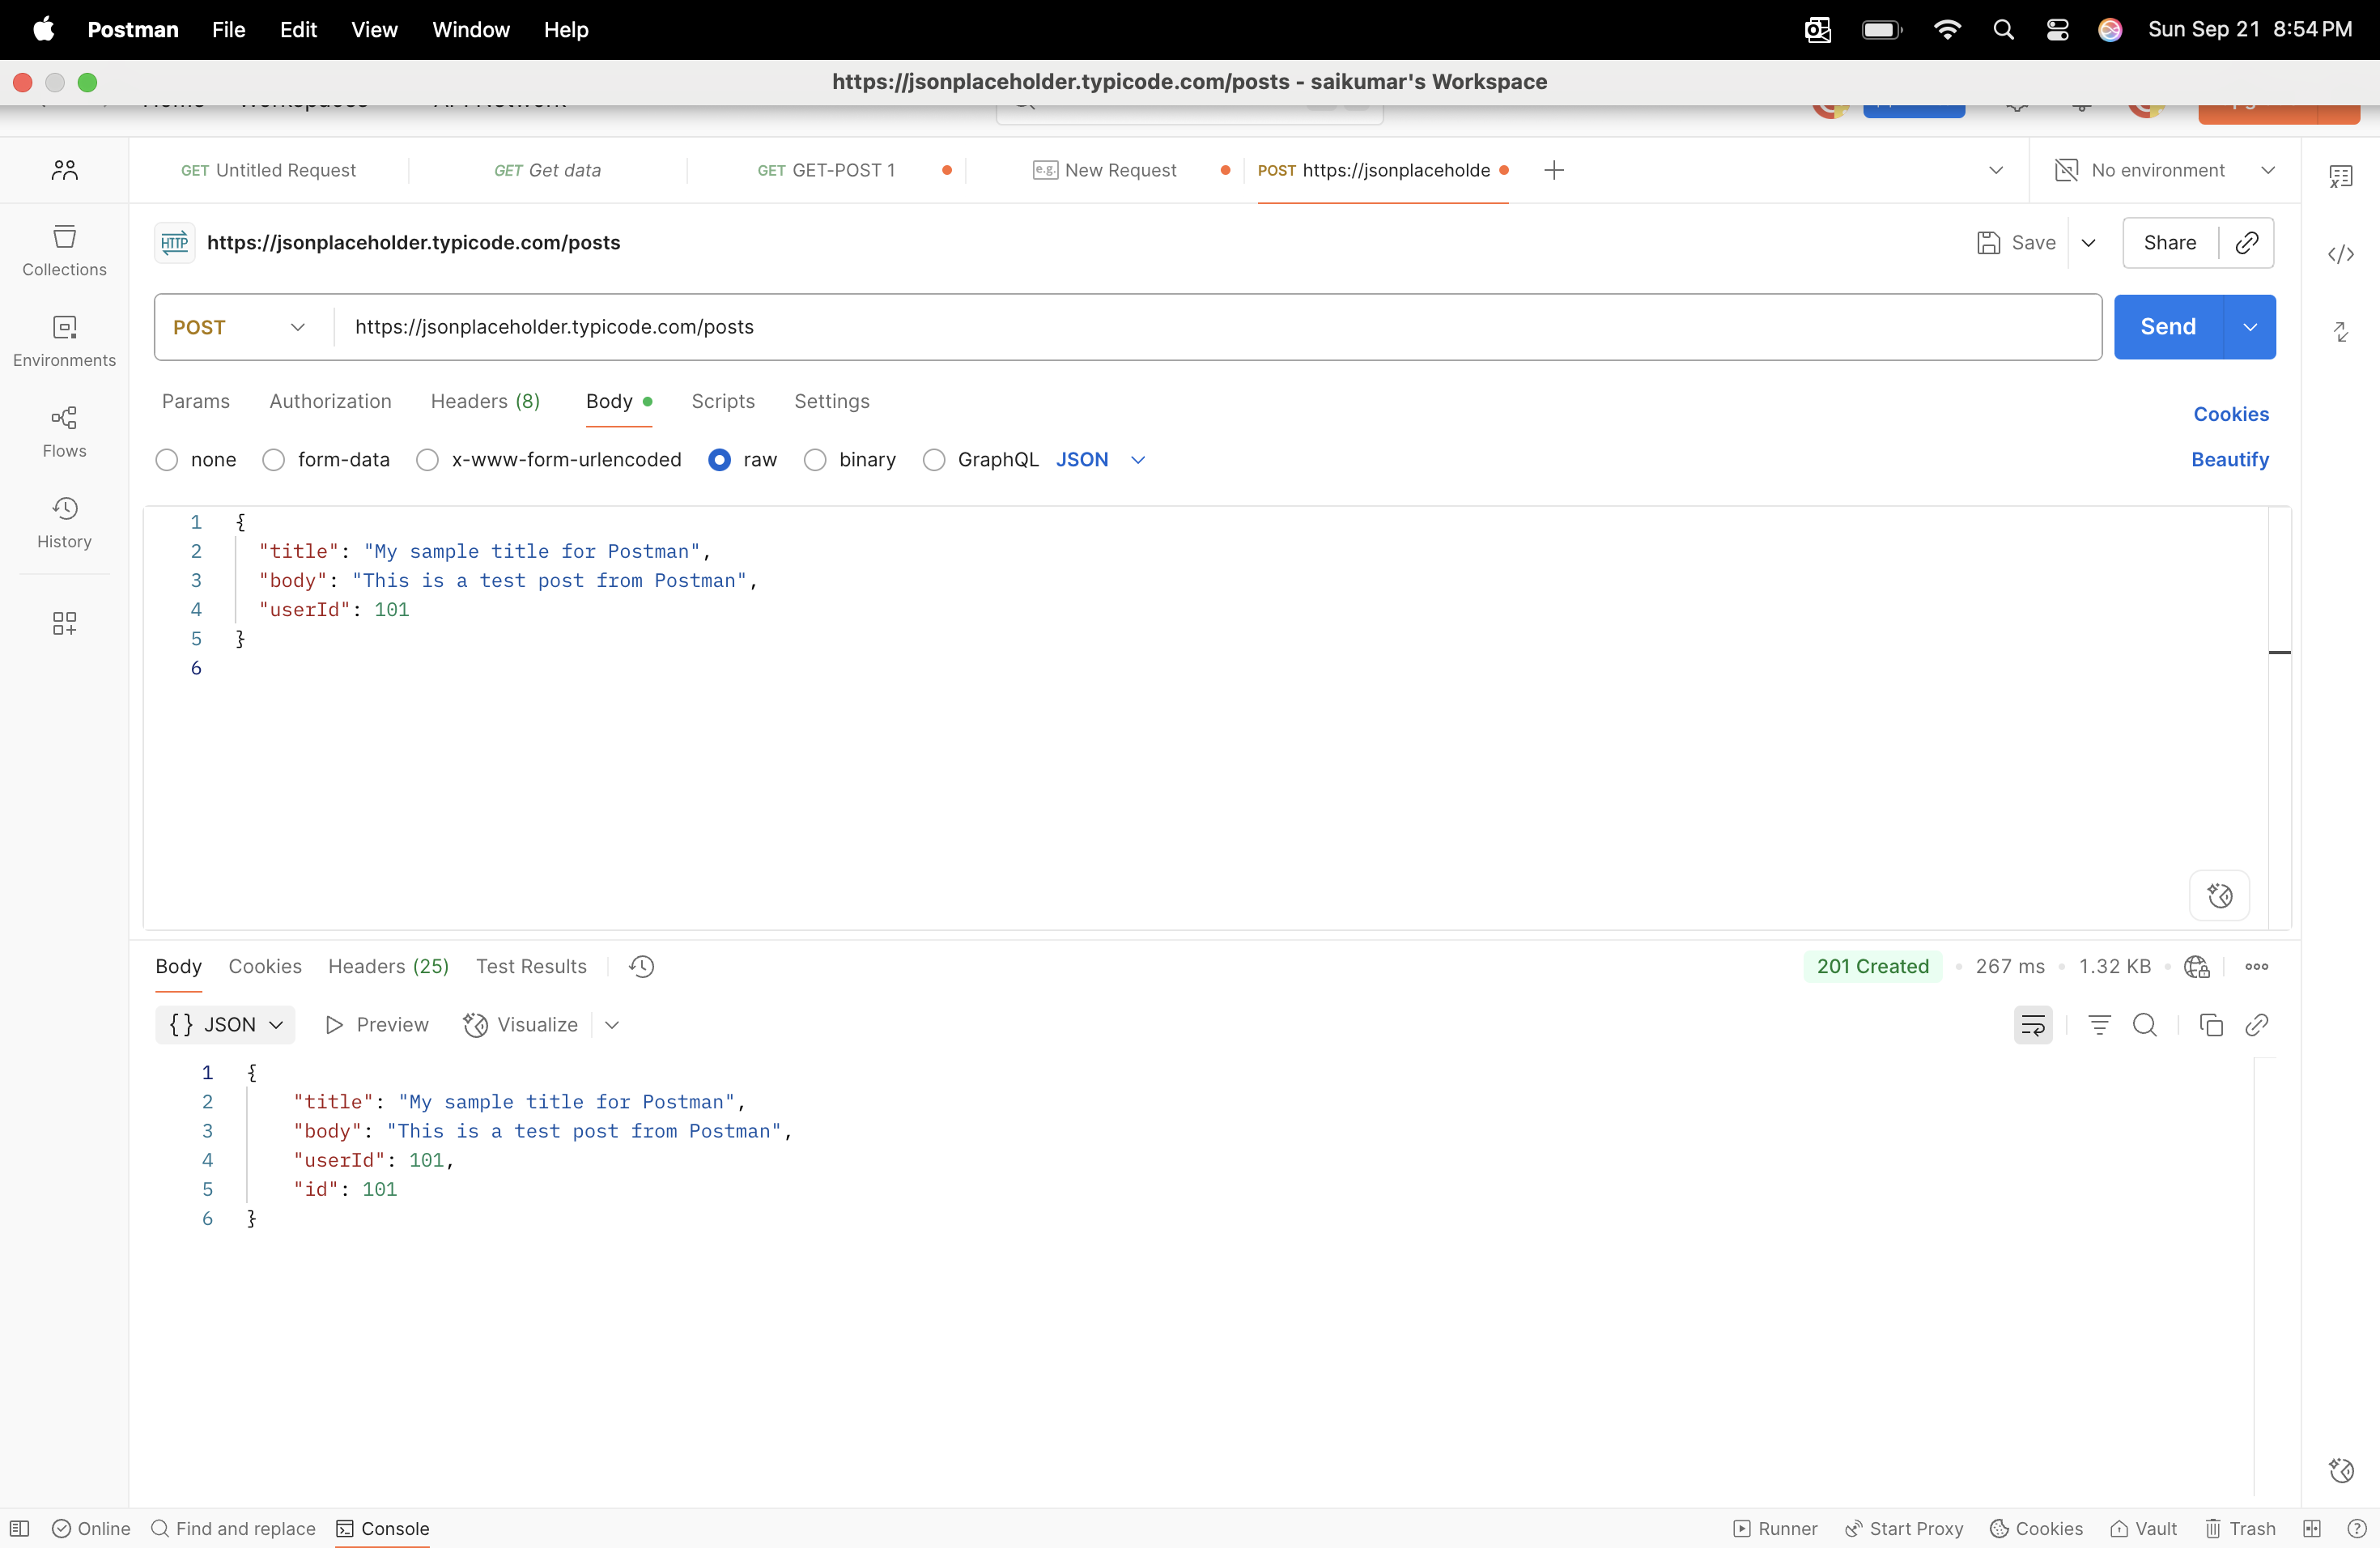 Postman File Edit View Window Help Sun Sep 21 8:54 PM
https://jsonplaceholder.typicode.com/posts - saikumar's Workspace
GET Untitled Request GET Get data GET GET-POST 1 e.g. New Request POST https://jsonplaceholde No environment
HTTP https://jsonplaceholder.typicode.com/posts Save Share
POST https://jsonplaceholder.typicode.com/posts Send
Collections
Environments
Flows
History
Params Authorization Headers (8) Body Scripts Settings Cookies
none form-data x-www-form-urlencoded raw binary GraphQL JSON Beautify
1 {
2 "title": "My sample title for Postman",
3 "body": "This is a test post from Postman",
4 "userId": 101
5 }
6
Body Cookies Headers (25) Test Results 201 Created 267 ms 1.32 KB
{} JSON Preview Visualize
1 {
2 "title": "My sample title for Postman",
3 "body": "This is a test post from Postman",
4 "userId": 101,
5 "id": 101
6 }
Online Find and replace Console Runner Start Proxy Cookies Vault Trash